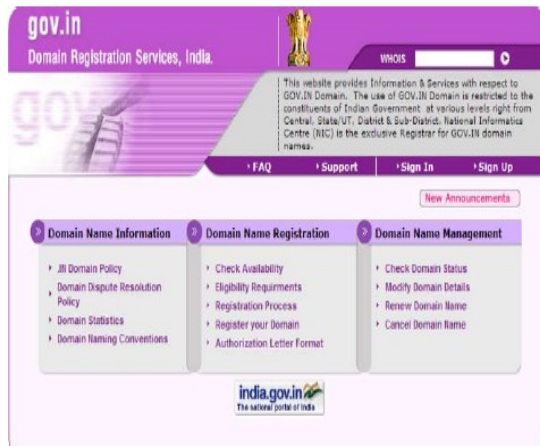 gov.in
Domain Registration Services, India.
WHOIS
gov
This website provides Information & Services with respect to
GOV.IN Domain. The use of GOV.IN Domain is restricted to the
constituents of Indian Government at various levels right from
Central, State/UT, District & Sub-District. National Informatics
Centre (NIC) is the exclusive Registrar for GOV.IN domain
names.
FAQ
Support
Sign In
Sign Up
New Announcements
Domain Name Information
.IN Domain Policy
Domain Dispute Resolution
Policy
Domain Statistics
Domain Naming Conventions
Domain Name Registration
Check Availability
Eligibility Requirments
Registration Process
Register your Domain
Authorization Letter Format
Domain Name Management
Check Domain Status
Modify Domain Details
Renew Domain Name
Cancel Domain Name
india.gov.in
The national portal of India